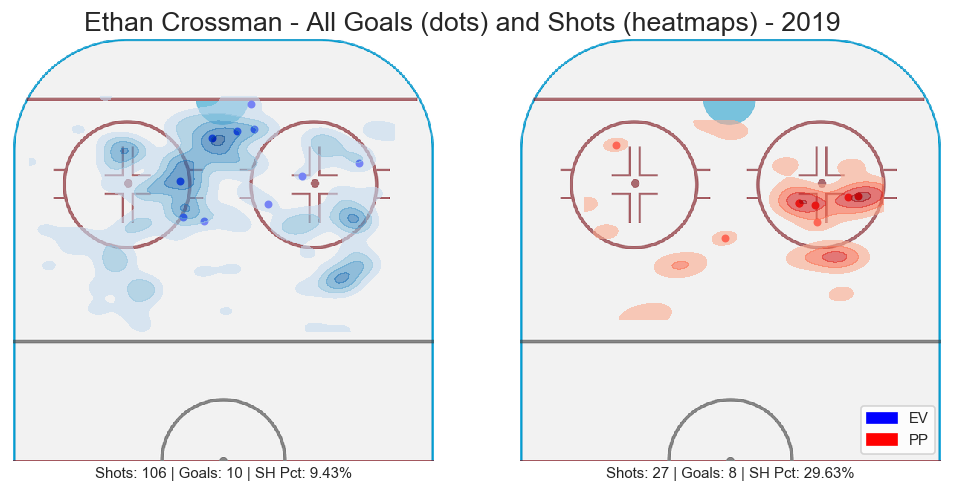 Ethan Crossman - All Goals (dots) and Shots (heatmaps) - 2019
EV
PP
Shots: 106 | Goals: 10 | SH Pct: 9.43%
Shots: 27 | Goals: 8 | SH Pct: 29.63%